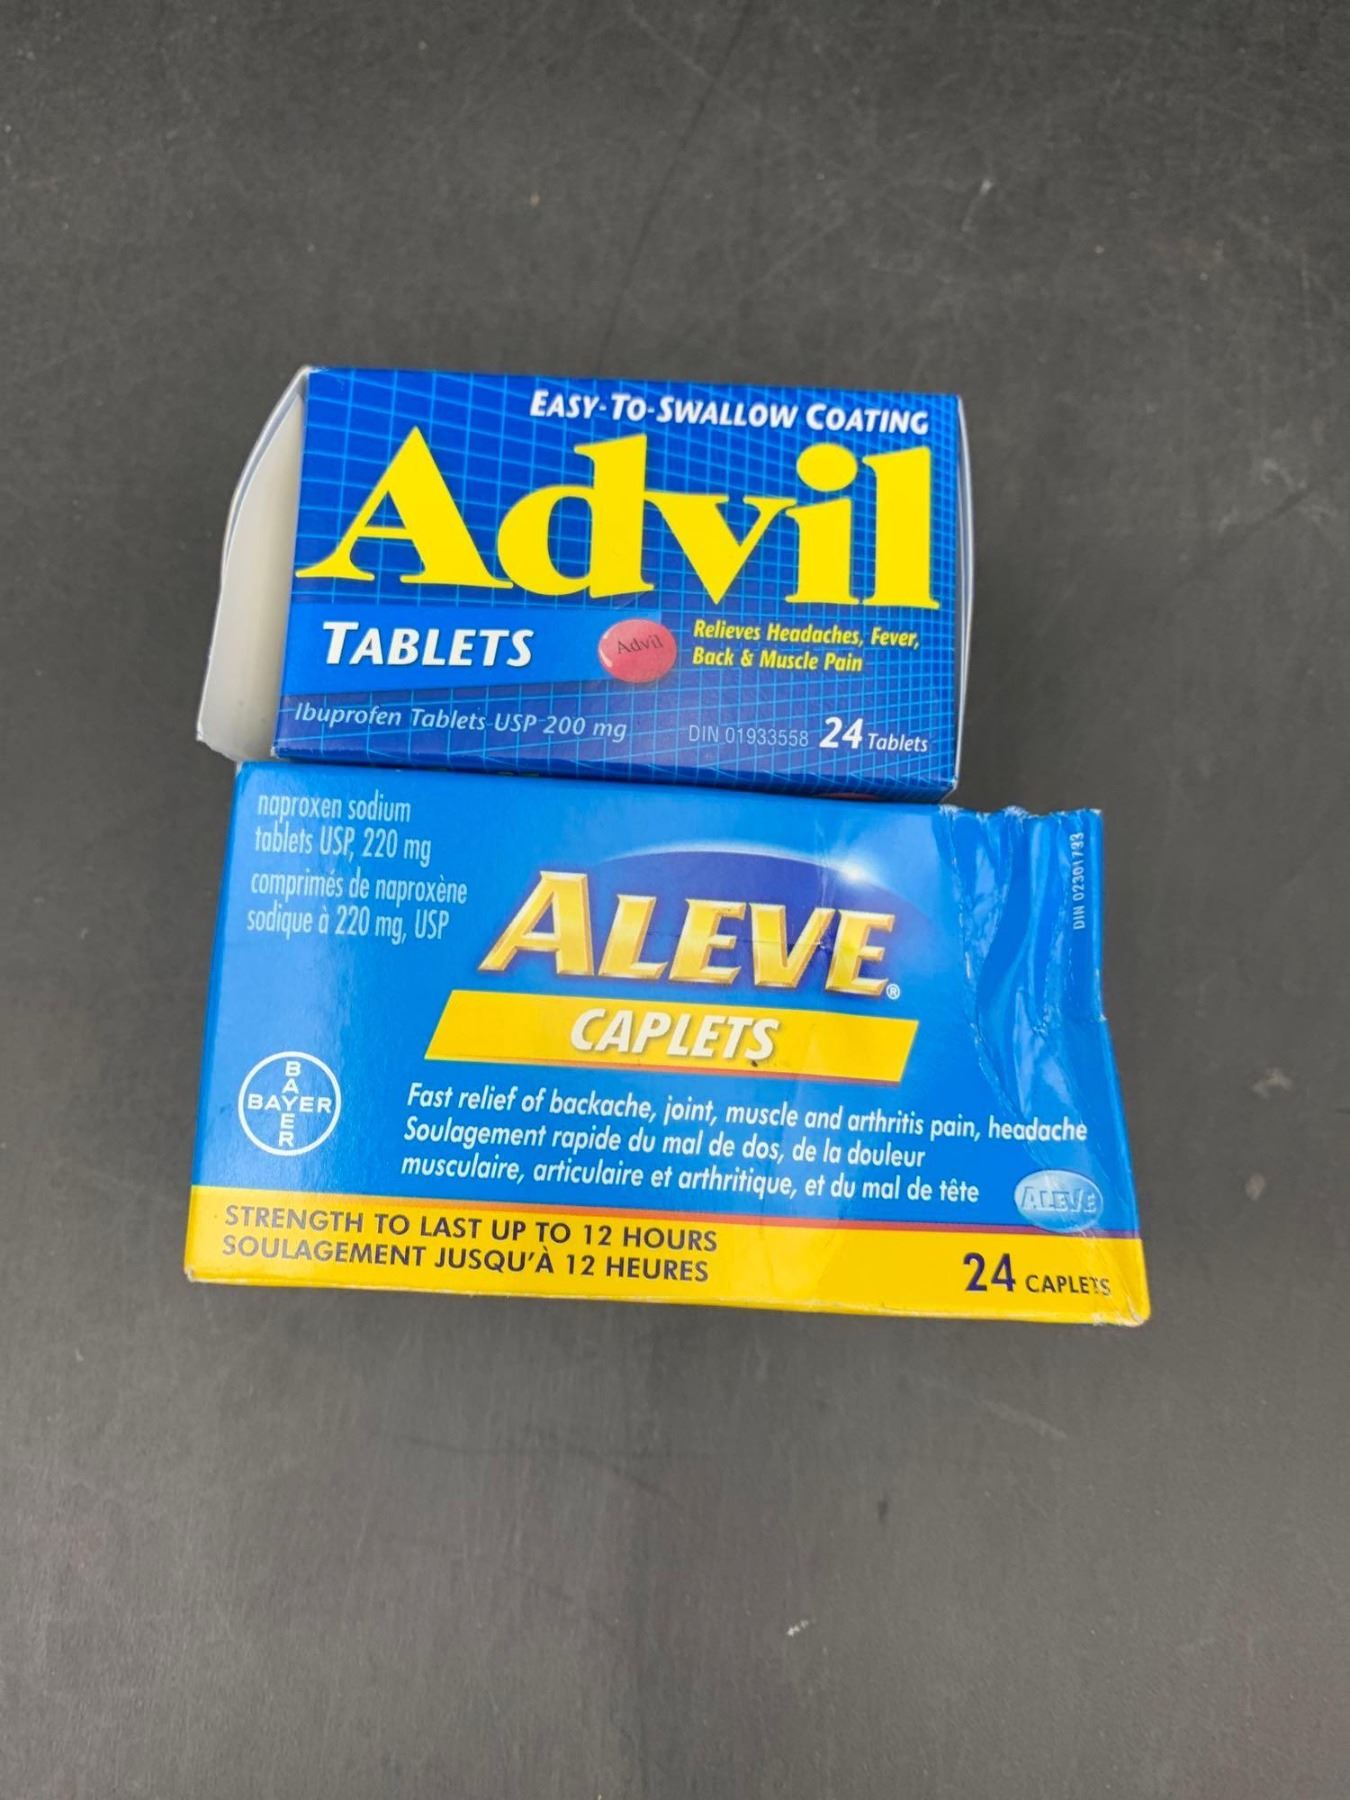 EASY-TO-SWALLOW COATING
Advil
TABLETS
Advil
Relieves Headaches, Fever,
Back & Muscle Pain
Ibuprofen Tablets USP 200 mg
DIN 01933558 24 Tablets
naproxen sodium
tablets USP, 220 mg
comprimés de naproxène
sodique à 220 mg, USP
DIN 02301733
ALEVE®
CAPLETS
BAYER
BAYER
Fast relief of backache, joint, muscle and arthritis pain, headache
Soulagement rapide du mal de dos, de la douleur
musculaire, articulaire et arthritique, et du mal de tête
ALEVE
STRENGTH TO LAST UP TO 12 HOURS
SOULAGEMENT JUSQU'À 12 HEURES
24 CAPLETS